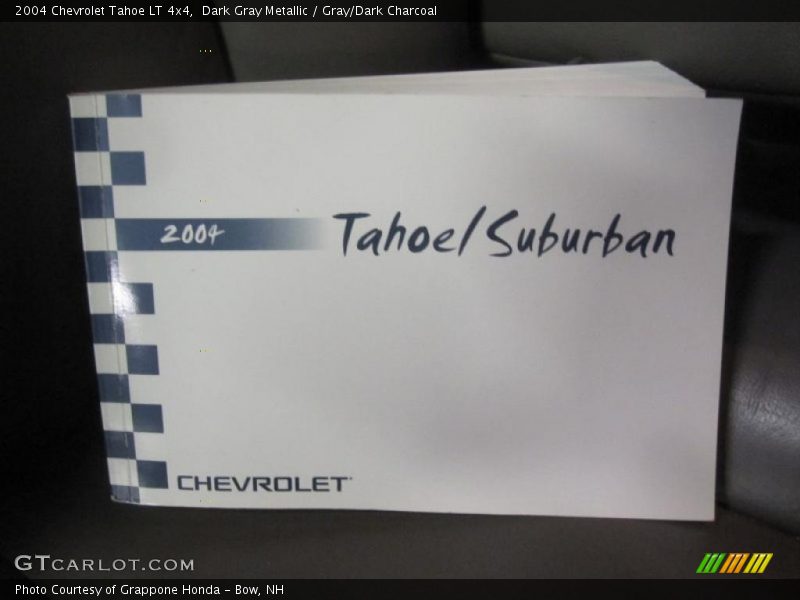 2004 Chevrolet Tahoe LT 4x4,  Dark Gray Metallic / Gray/Dark Charcoal
2004 Tahoe/Suburban
CHEVROLET
GTCARLOT.COM
Photo Courtesy of Grappone Honda - Bow, NH